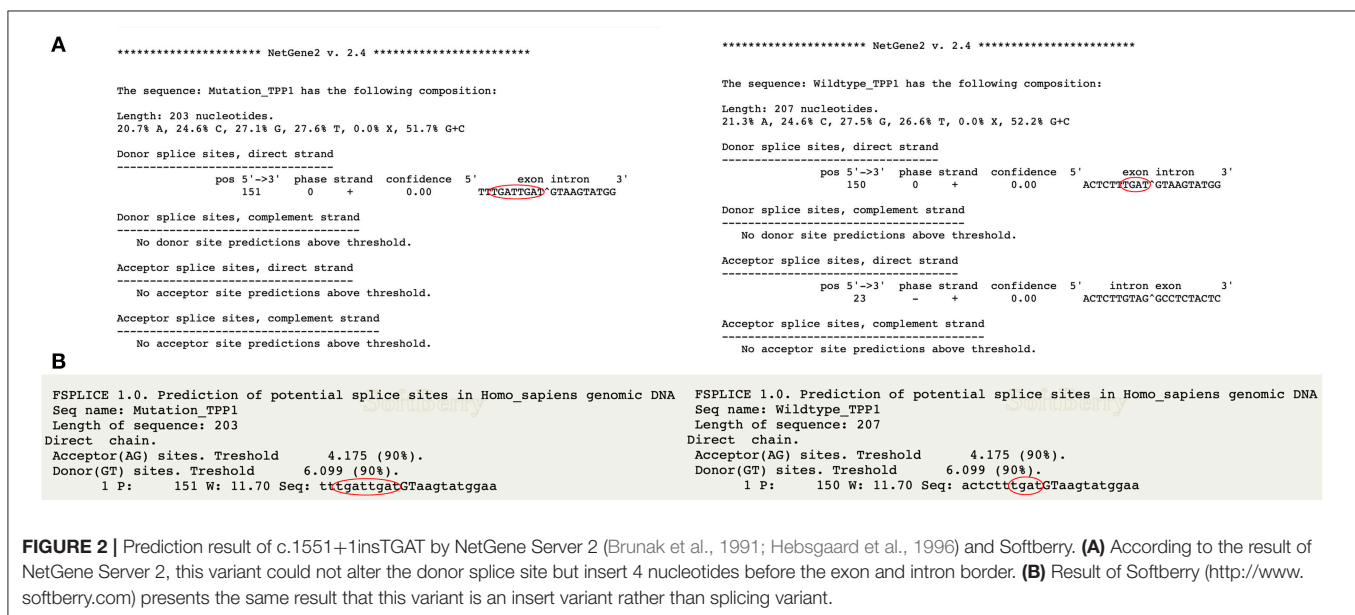 A
********************* NetGene2 v. 2.4 ***********************
The sequence: Mutation_TPP1 has the following composition:
Length: 203 nucleotides.
20.7% A, 24.6% C, 27.1% G, 27.6% T, 0.0% X, 51.7% G+C
Donor splice sites, direct strand
---------------------------------
pos 5'->3' phase strand confidence 5' exon intron 3'
151 0 + 0.00 TTTGATTGAT^GTAAGTATGG
Donor splice sites, complement strand
-------------------------------------
No donor site predictions above threshold.
Acceptor splice sites, direct strand
------------------------------------
No acceptor site predictions above threshold.
Acceptor splice sites, complement strand
----------------------------------------
No acceptor site predictions above threshold.
********************* NetGene2 v. 2.4 ***********************
The sequence: Wildtype_TPP1 has the following composition:
Length: 207 nucleotides.
21.3% A, 24.6% C, 27.5% G, 26.6% T, 0.0% X, 52.2% G+C
Donor splice sites, direct strand
---------------------------------
pos 5'->3' phase strand confidence 5' exon intron 3'
150 0 + 0.00 ACTCTTTGAT^GTAAGTATGG
Donor splice sites, complement strand
-------------------------------------
No donor site predictions above threshold.
Acceptor splice sites, direct strand
------------------------------------
pos 5'->3' phase strand confidence 5' intron exon 3'
23 - + 0.00 ACTCTTGTAG^GCCTCTACTC
Acceptor splice sites, complement strand
----------------------------------------
No acceptor site predictions above threshold.
B
SoftBerry
FSPLICE 1.0. Prediction of potential splice sites in Homo_sapiens genomic DNA
Seq name: Mutation_TPP1
Length of sequence: 203
Direct chain.
Acceptor(AG) sites. Treshold 4.175 (90%).
Donor(GT) sites. Treshold 6.099 (90%).
1 P: 151 W: 11.70 Seq: tttgattgatGTaagtatggaa
SoftBerry
FSPLICE 1.0. Prediction of potential splice sites in Homo_sapiens genomic DNA
Seq name: Wildtype_TPP1
Length of sequence: 207
Direct chain.
Acceptor(AG) sites. Treshold 4.175 (90%).
Donor(GT) sites. Treshold 6.099 (90%).
1 P: 150 W: 11.70 Seq: actctttgatGTaagtatggaa
FIGURE 2 | Prediction result of c.1551+1insTGAT by NetGene Server 2 (Brunak et al., 1991; Hebsgaard et al., 1996) and Softberry. (A) According to the result of
NetGene Server 2, this variant could not alter the donor splice site but insert 4 nucleotides before the exon and intron border. (B) Result of Softberry (http://www.
softberry.com) presents the same result that this variant is an insert variant rather than splicing variant.